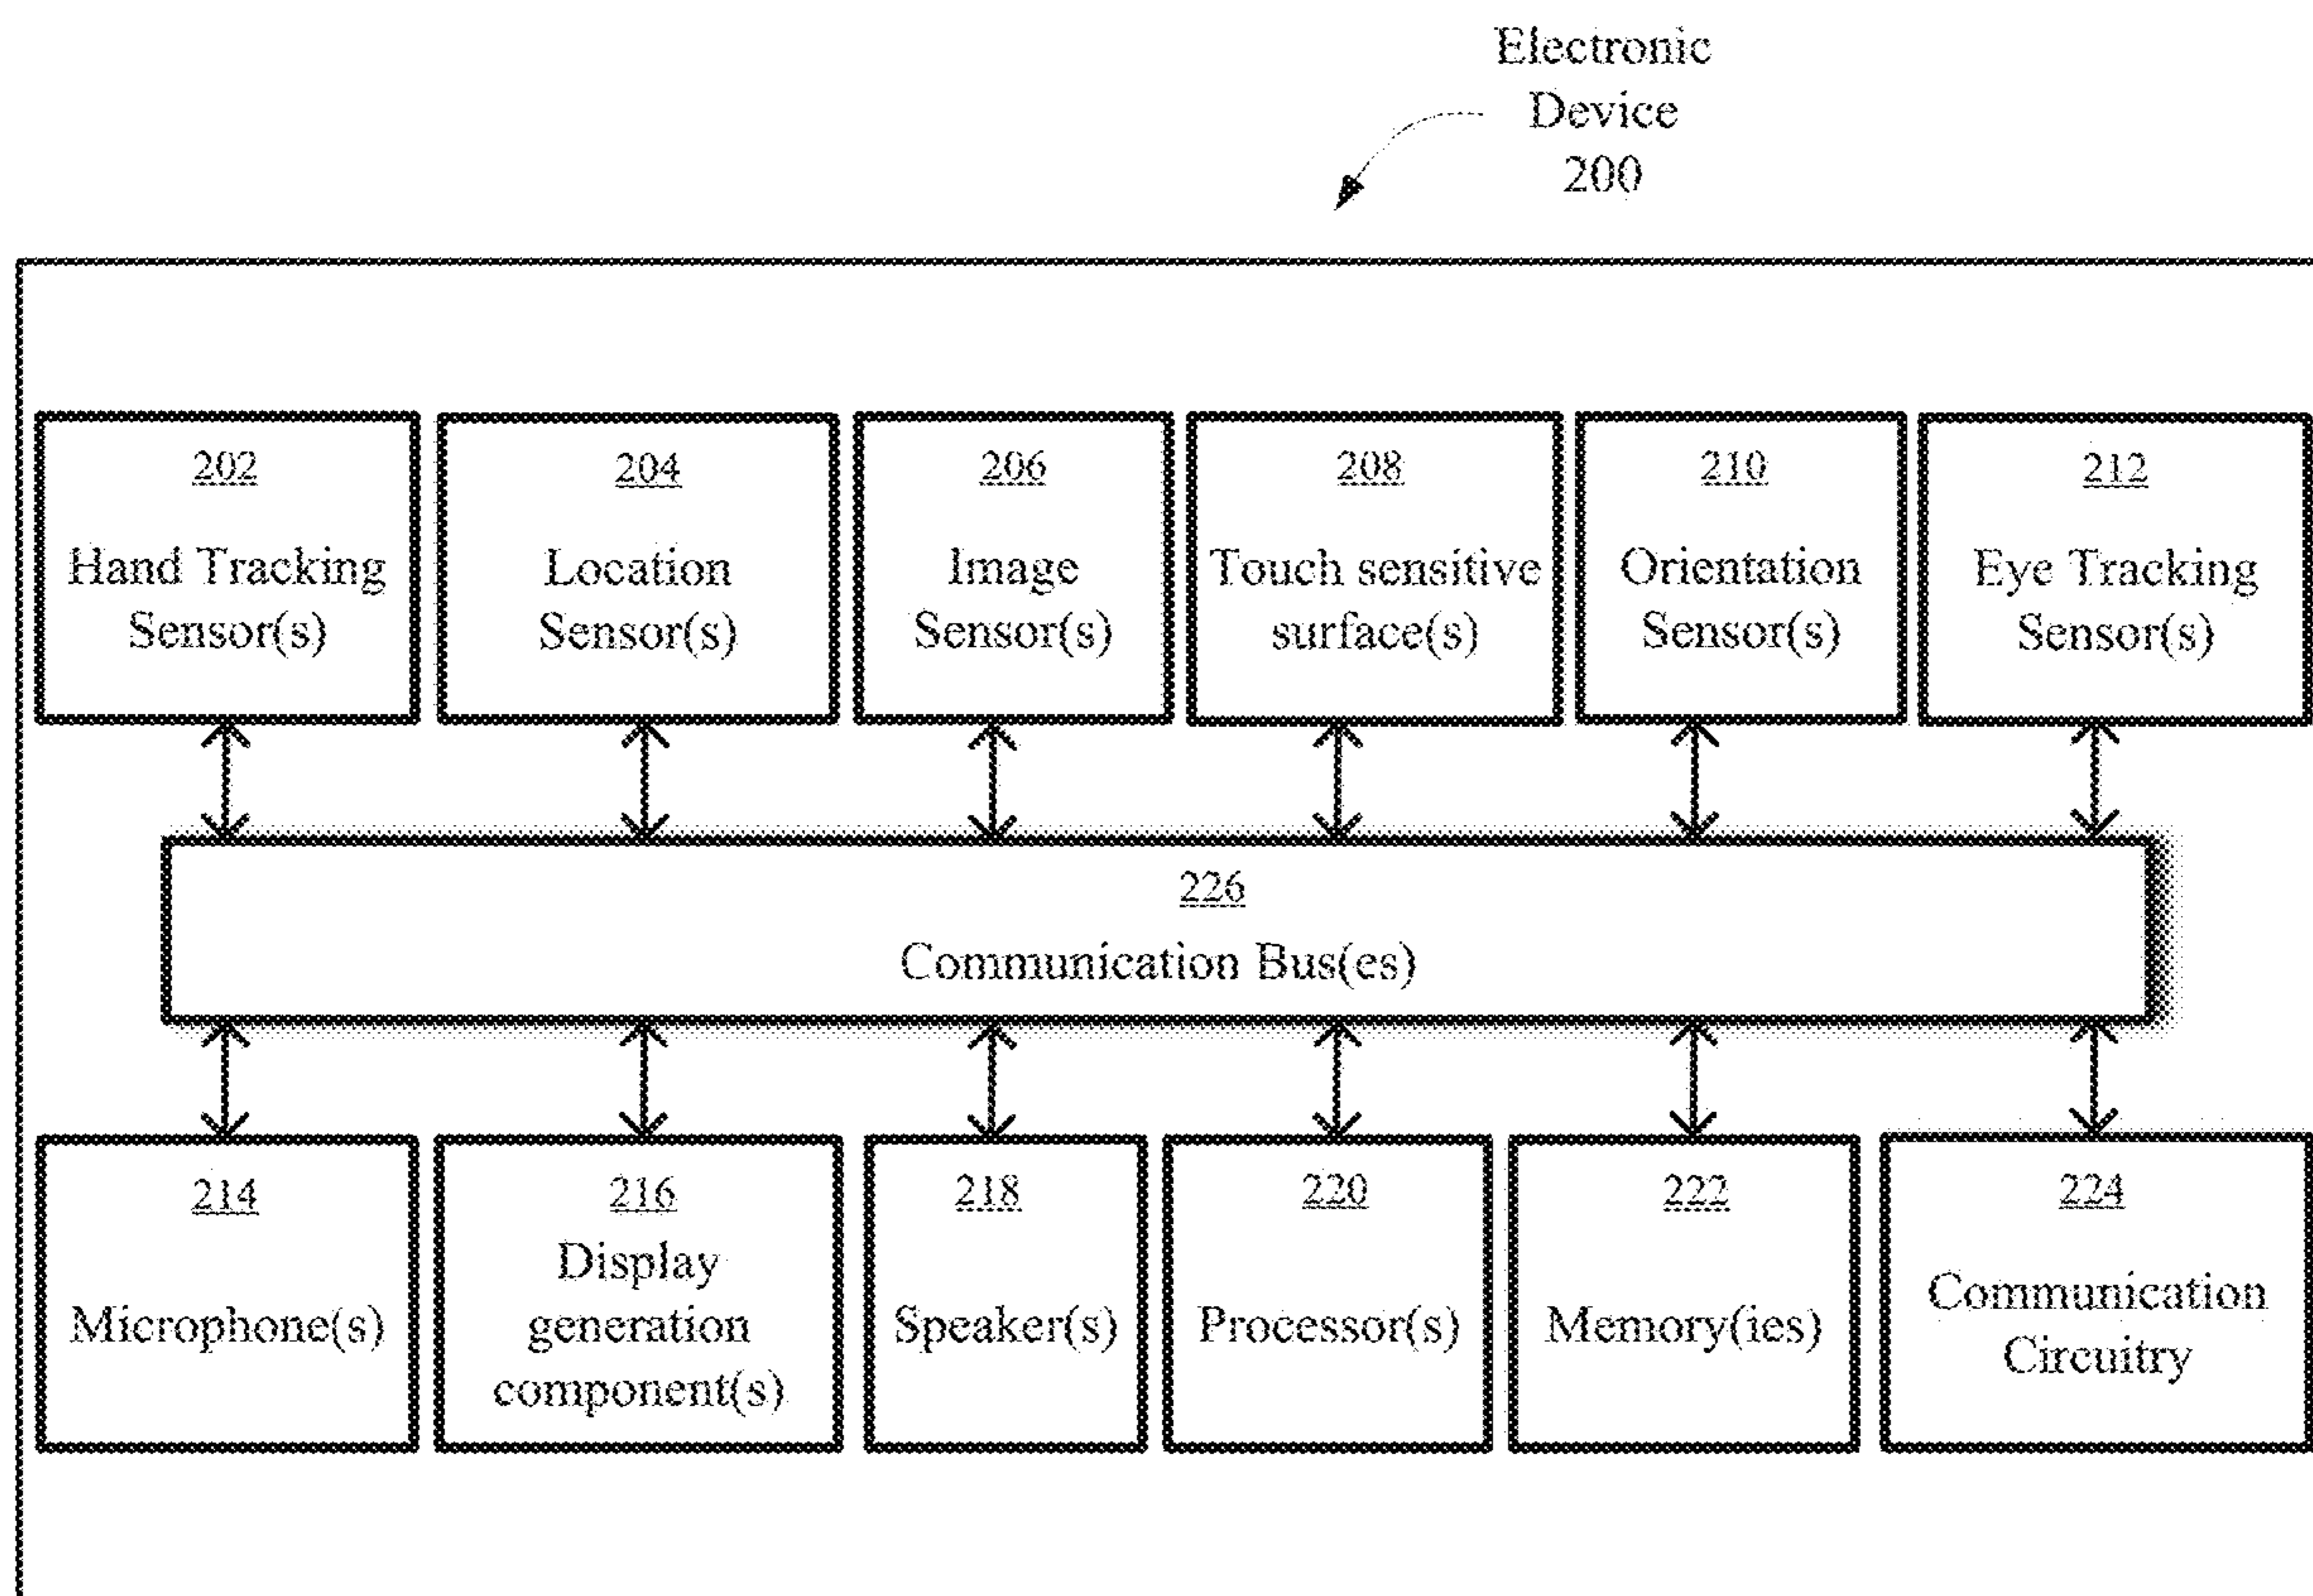 Electronic
Device
200
202
Hand Tracking
Sensor(s)
204
Location
Sensor(s)
206
Image
Sensor(s)
208
Touch sensitive
surface(s)
210
Orientation
Sensor(s)
212
Eye Tracking
Sensor(s)
226
Communication Bus(es)
214
Microphone(s)
216
Display
generation
component(s)
218
Speaker(s)
220
Processor(s)
222
Memory(ies)
224
Communication
Circuitry